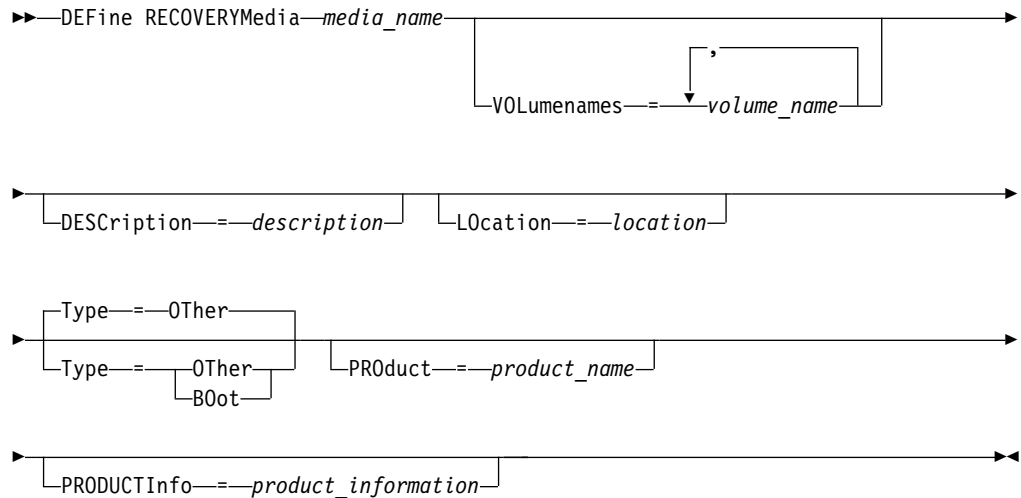 DEFine RECOVERYMedia media_name
,
VOLumenames = volume_name
DESCription = description LOcation = location
Type = OTher
Type = OTher PROduct = product_name
BOot
PRODUCTInfo = product_information